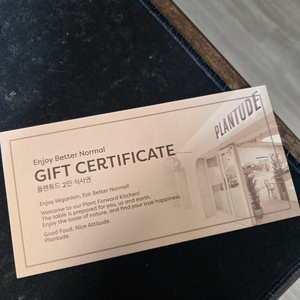 PLANTUDE
Enjoy Better Normal
GIFT CERTIFICATE
플랜튜드 2인 식사권
Enjoy Veganism, Eat Better Normal!
Welcome to our Plant Forward Kitchen!
The table is prepared for you, us and earth.
Enjoy the taste of nature, and find your true happiness.
Good Food, Nice Attitude.
Plantude.